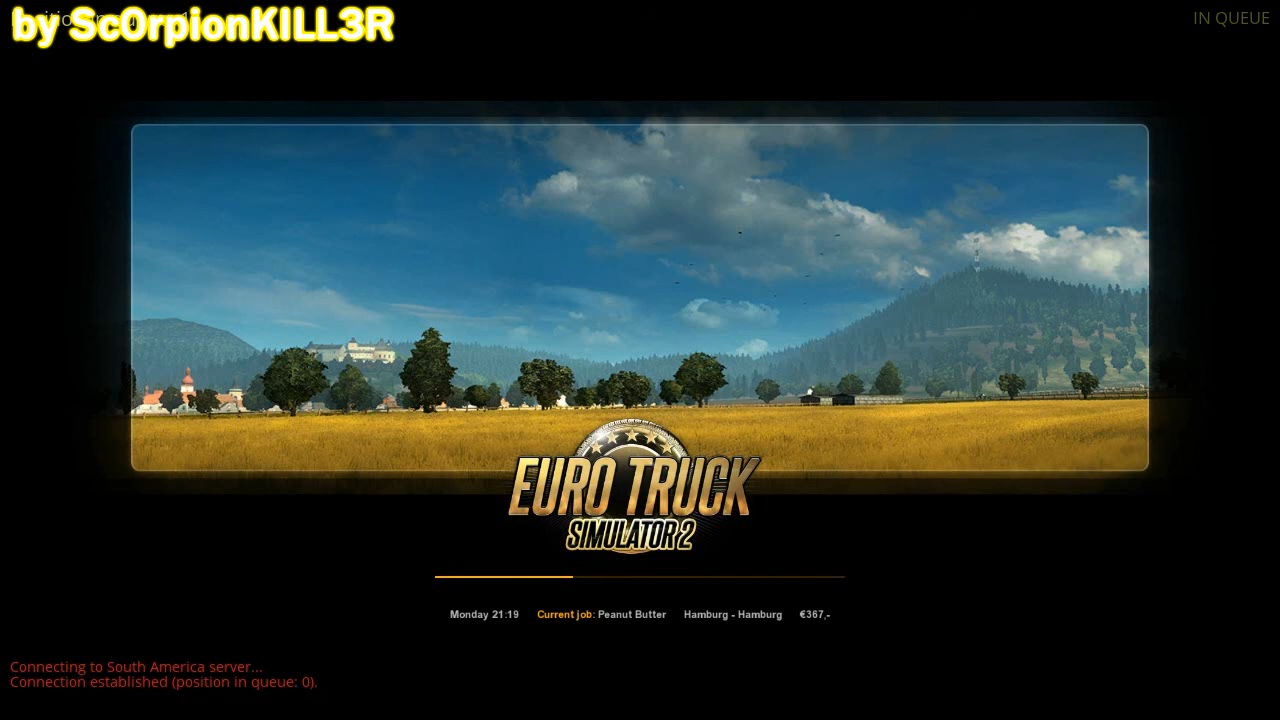 by Sc0rpionKILL3R
IN QUEUE
EURO TRUCK
SIMULATOR 2
Monday 21:19 Current job: Peanut Butter Hamburg - Hamburg €367,-
Connecting to South America server...
Connection established (position in queue: 0).